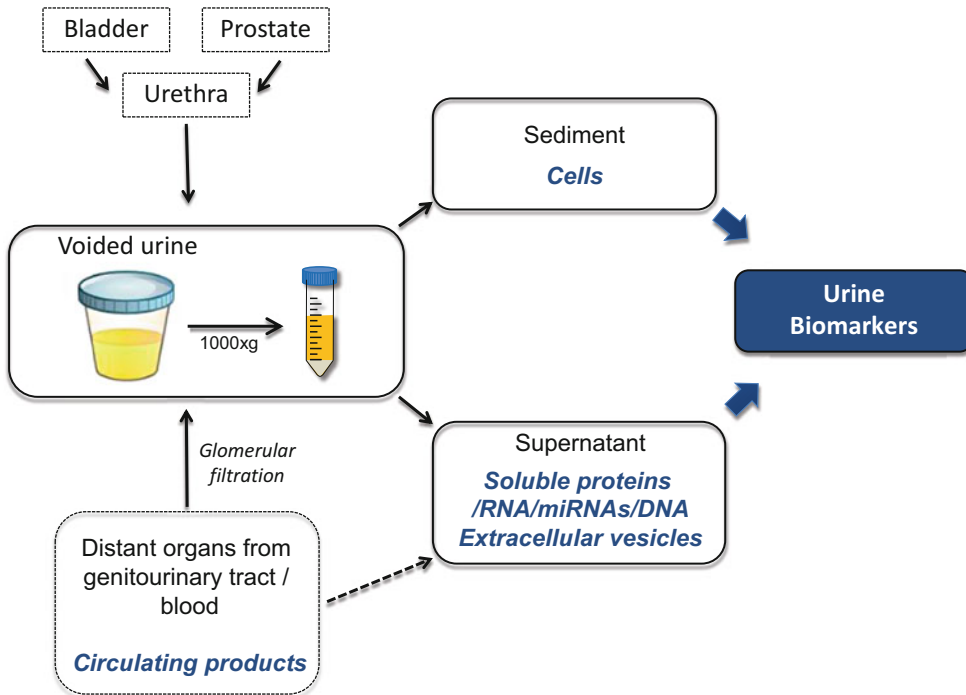 Bladder
Prostate
Urethra
Voided urine
1000xg
Sediment
Cells
Urine
Biomarkers
Glomerular
filtration
Supernatant
Soluble proteins
/RNA/miRNAs/DNA
Extracellular vesicles
Distant organs from
genitourinary tract /
blood
Circulating products